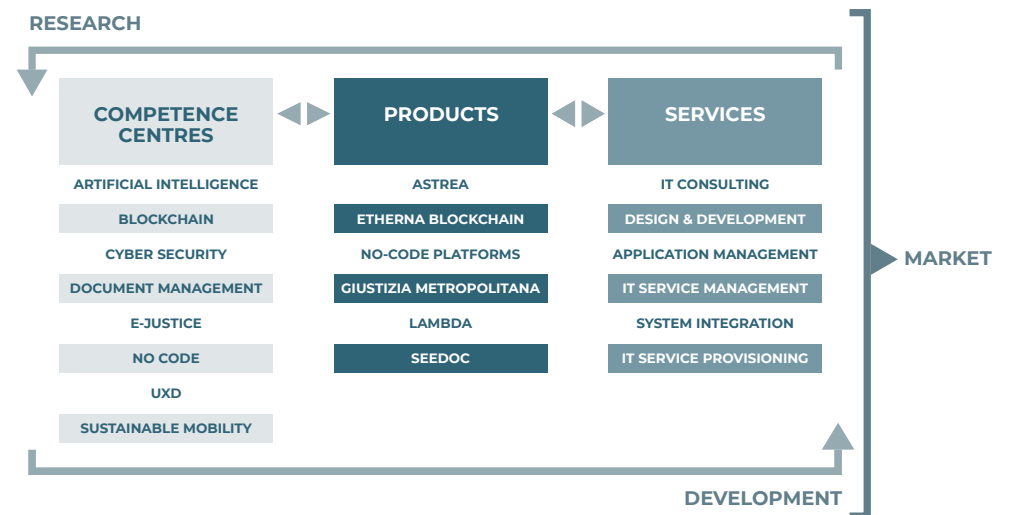 RESEARCH
COMPETENCE
CENTRES
PRODUCTS
SERVICES
ARTIFICIAL INTELLIGENCE
ASTREA
IT CONSULTING
BLOCKCHAIN
ETHERNA BLOCKCHAIN
DESIGN & DEVELOPMENT
CYBER SECURITY
NO-CODE PLATFORMS
APPLICATION MANAGEMENT
MARKET
DOCUMENT MANAGEMENT
GIUSTIZIA METROPOLITANA
IT SERVICE MANAGEMENT
E-JUSTICE
LAMBDA
SYSTEM INTEGRATION
NO CODE
SEEDOC
IT SERVICE PROVISIONING
UXD
SUSTAINABLE MOBILITY
DEVELOPMENT